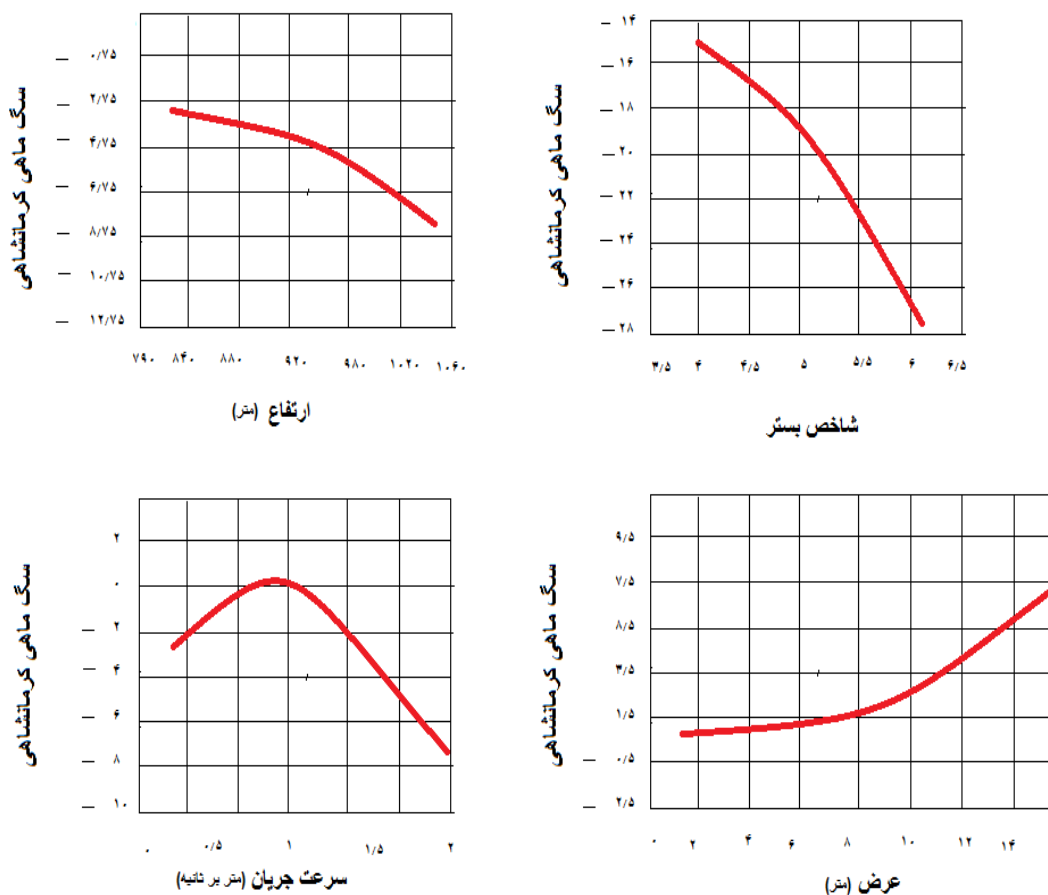 سگ ماهی کرمانشاهی
— ۰/۷۵
— ۲/۷۵
— ۴/۷۵
— ۶/۷۵
— ۸/۷۵
— ۱۰/۷۵
— ۱۲/۷۵
۷۹۰ ۸۴۰ ۸۸۰ ۹۲۰ ۹۸۰ ۱۰۲۰ ۱۰۶۰
ارتفاع (متر)
سگ ماهی کرمانشاهی
— ۱۴
— ۱۶
— ۱۸
— ۲۰
— ۲۲
— ۲۴
— ۲۶
— ۲۸
۳/۵ ۴ ۴/۵ ۵ ۵/۵ ۶ ۶/۵
شاخص بستر
سگ ماهی کرمانشاهی
۲
۰
— ۲
— ۴
— ۶
— ۸
— ۱۰
۰ ۰/۵ ۱ ۱/۵ ۲
سرعت جریان (متر بر ثانیه)
سگ ماهی کرمانشاهی
۹/۵
۷/۵
۸/۵
۳/۵
۱/۵
— ۰/۵
— ۲/۵
۰ ۲ ۴ ۶ ۸ ۱۰ ۱۲ ۱۴
عرض (متر)